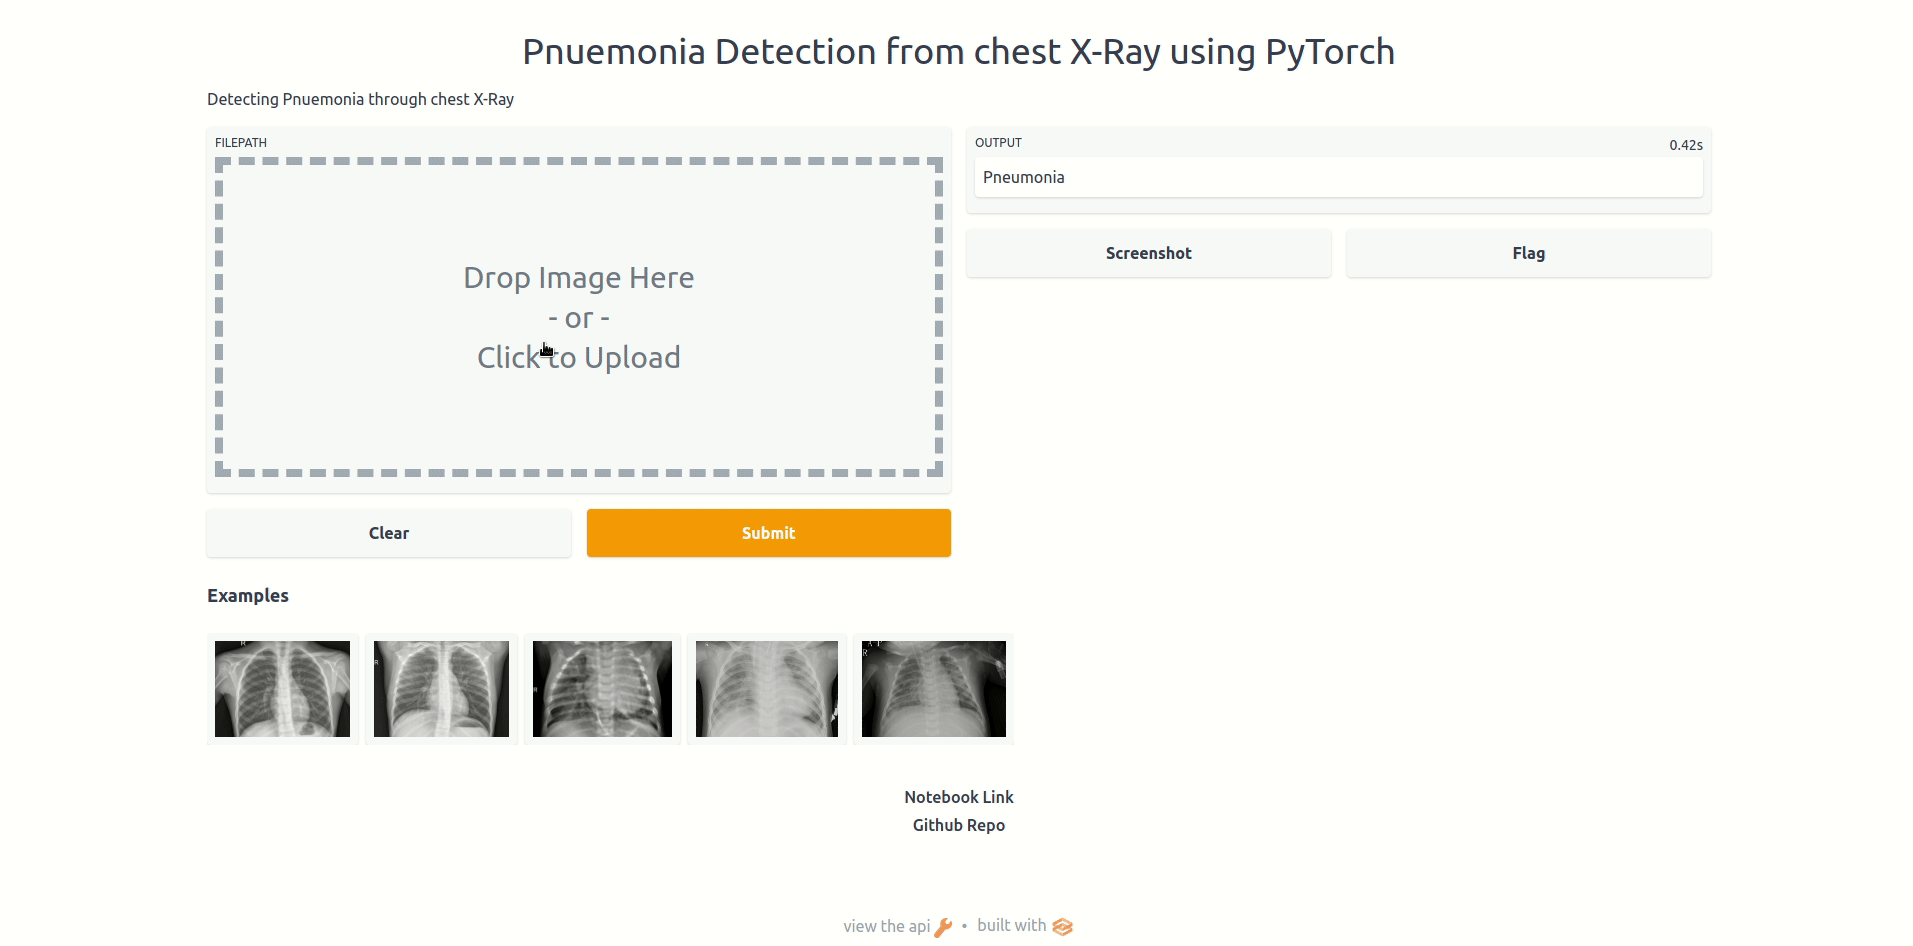 Pnuemonia Detection from chest X-Ray using PyTorch
Detecting Pnuemonia through chest X-Ray
FILEPATH
Drop Image Here
- or -
Click to Upload
Clear
Submit
OUTPUT
0.42s
Pneumonia
Screenshot
Flag
Examples
R
R
R
R
Notebook Link
Github Repo
view the api • built with